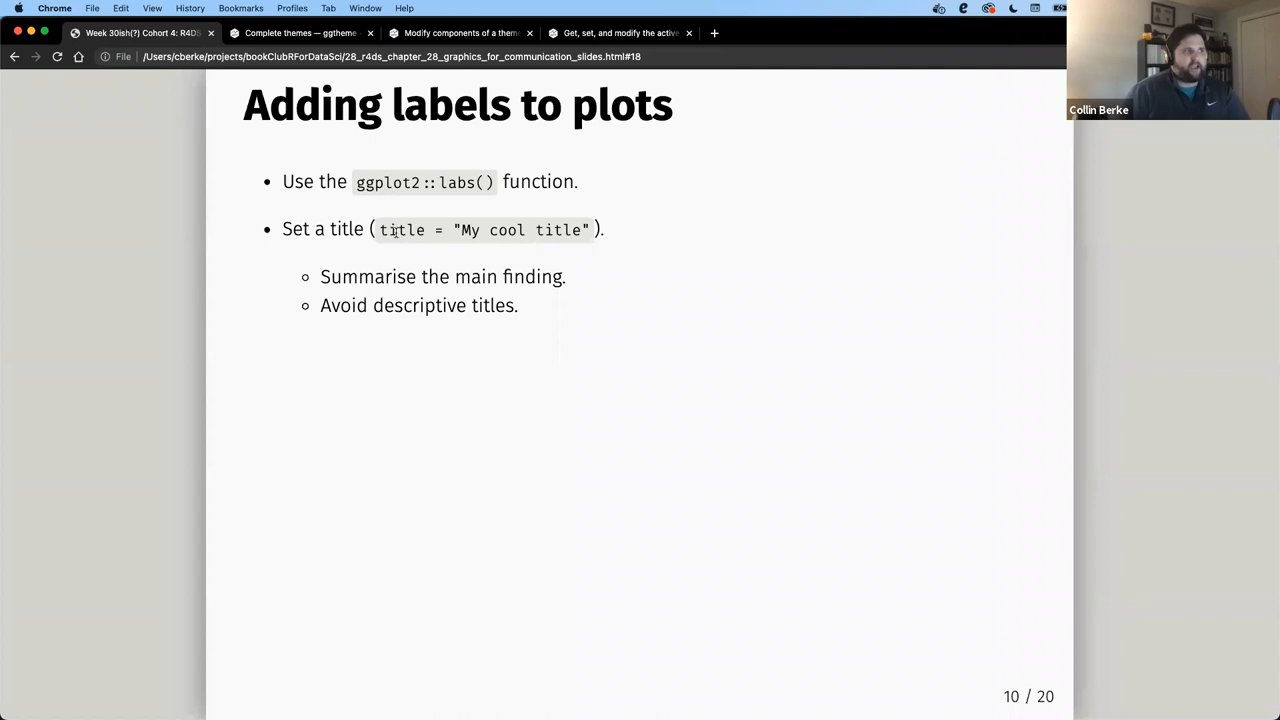 Chrome File Edit View History Bookmarks Profiles Tab Window Help
Week 30ish(?) Cohort 4: R4DS Complete themes — ggtheme Modify components of a them Get, set, and modify the active
File /Users/cberke/projects/bookClubRForDataSci/28_r4ds_chapter_28_graphics_for_communication_slides.html#18
Collin Berke
Adding labels to plots
• Use the ggplot2::labs() function.
• Set a title (title = "My cool title").
Summarise the main finding.
Avoid descriptive titles.
10 / 20